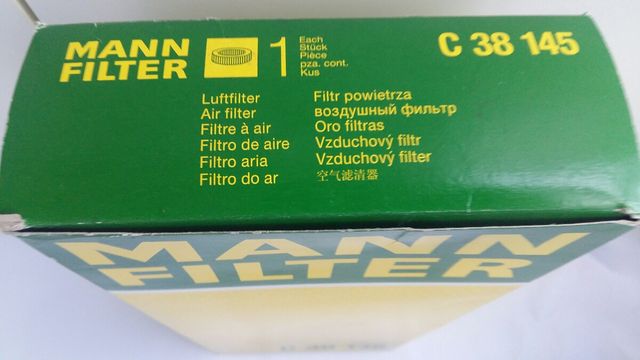 MANN
FILTER
1
Each
Stück
Pièce
pza. cont.
Kus
C 38 145
Luftfilter
Air filter
Filtre à air
Filtro de aire
Filtro aria
Filtro do ar
Filtr powietrza
воздушный фильтр
Oro filtras
Vzduchový filtr
Vzduchový filter
空气滤清器
MANN
FILTER